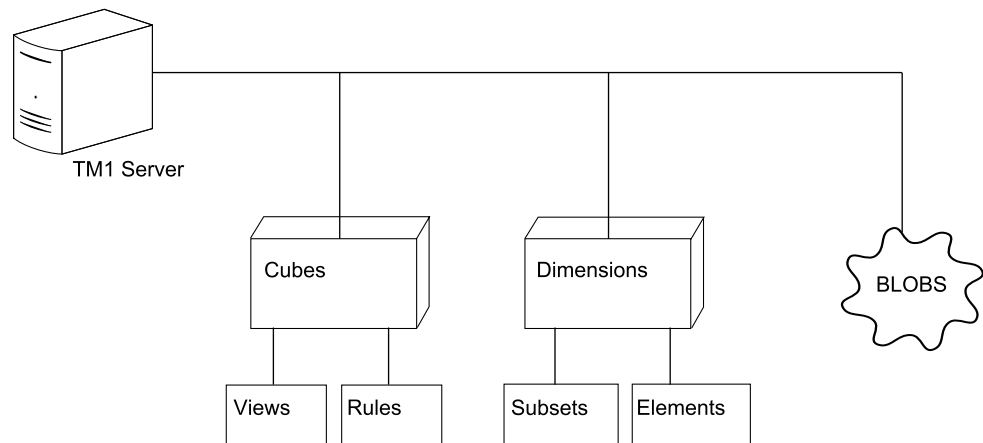 TM1 Server
Cubes
Dimensions
BLOBS
Views
Rules
Subsets
Elements